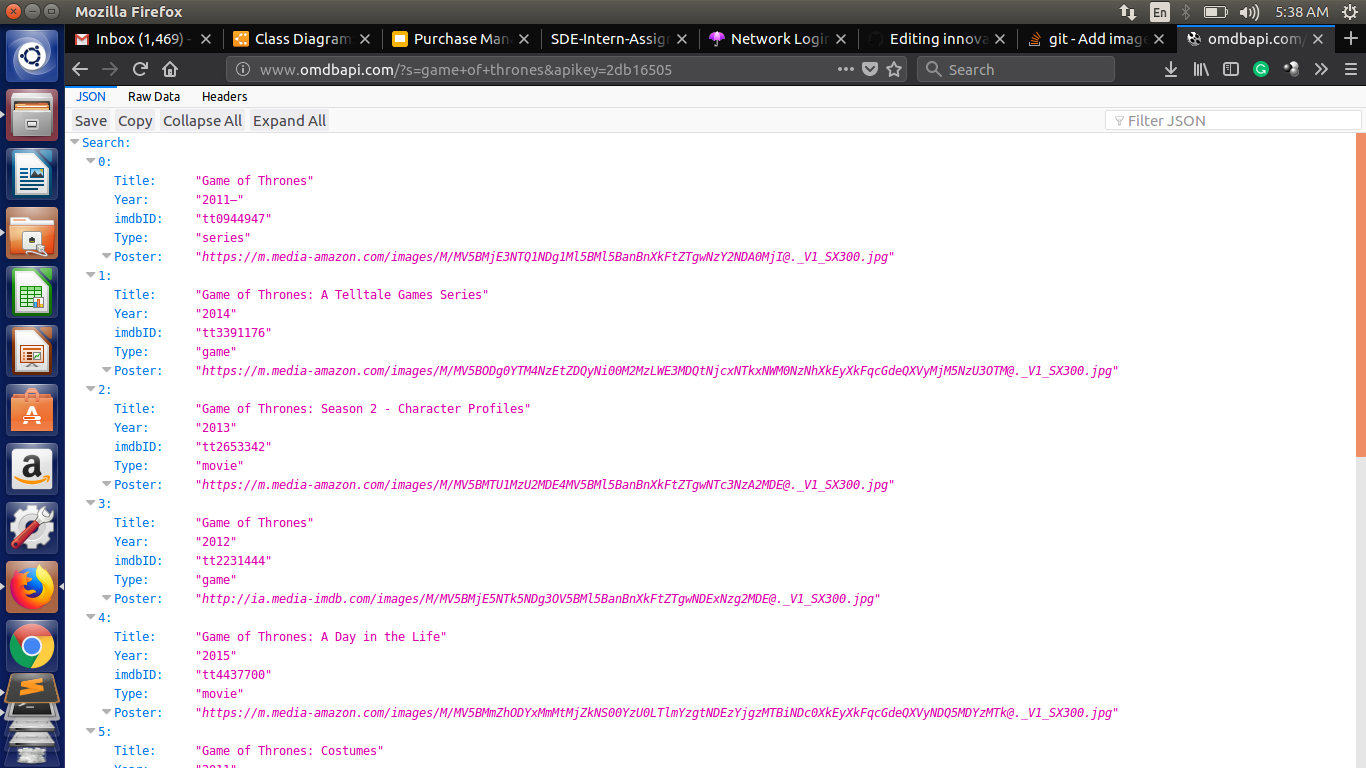 Mozilla Firefox
En
5:38 AM
Inbox (1,469) -
Class Diagram
Purchase Man
SDE-Intern-Assig
Network Logi
Editing innova
git - Add image
omdbapi.com/
www.omdbapi.com/?s=game+of+thrones&apikey=2db16505
Search
JSON
Raw Data
Headers
Save
Copy
Collapse All
Expand All
Filter JSON
Search:
0:
Title: "Game of Thrones"
Year: "2011–"
imdbID: "tt0944947"
Type: "series"
Poster: "https://m.media-amazon.com/images/M/MV5BMjE3NTQ1NDg1Ml5BMl5BanBnXkFtZTgwNzY2NDA0MjI@._V1_SX300.jpg"
1:
Title: "Game of Thrones: A Telltale Games Series"
Year: "2014"
imdbID: "tt3391176"
Type: "game"
Poster: "https://m.media-amazon.com/images/M/MV5BODg0YTM4NzEtZDQyNi00M2MzLWE3MDQtNjcxNTkxNWM0NzNhXkEyXkFqcGdeQXVyMjM5NzU3OTM@._V1_SX300.jpg"
2:
Title: "Game of Thrones: Season 2 - Character Profiles"
Year: "2013"
imdbID: "tt2653342"
Type: "movie"
Poster: "https://m.media-amazon.com/images/M/MV5BMTU1MzU2MDE4MV5BMl5BanBnXkFtZTgwNTc3NzA2MDE@._V1_SX300.jpg"
3:
Title: "Game of Thrones"
Year: "2012"
imdbID: "tt2231444"
Type: "game"
Poster: "http://ia.media-imdb.com/images/M/MV5BMjE5NTk5NDg3OV5BMl5BanBnXkFtZTgwNDExNzg2MDE@._V1_SX300.jpg"
4:
Title: "Game of Thrones: A Day in the Life"
Year: "2015"
imdbID: "tt4437700"
Type: "movie"
Poster: "https://m.media-amazon.com/images/M/MV5BMmZhODYxMmMtMjZkNS00YzU0LTlmYzgtNDEzYjgzMTBiNDc0XkEyXkFqcGdeQXVyNDQ5MDYzMTk@._V1_SX300.jpg"
5:
Title: "Game of Thrones: Costumes"
Year: "2011"